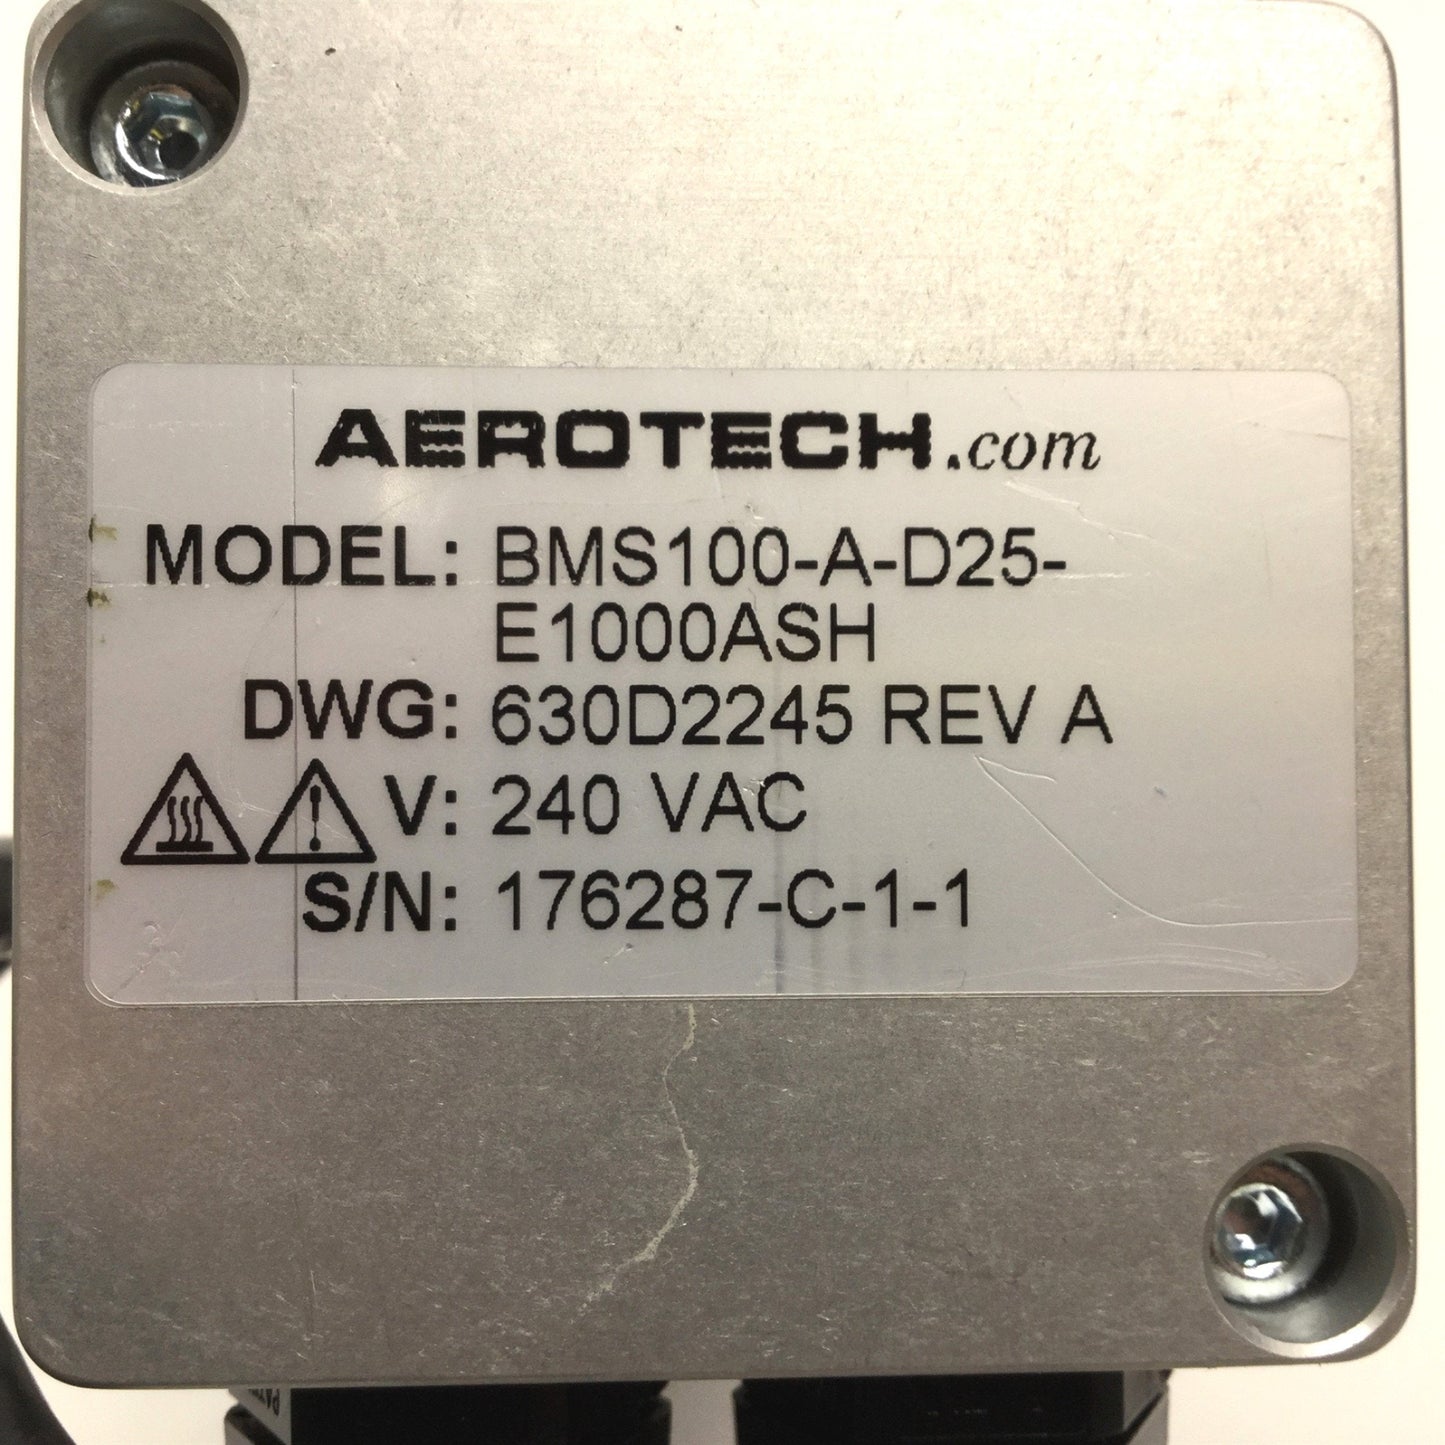 AEROTECH.com
MODEL: BMS100-A-D25-
E1000ASH
DWG: 630D2245 REV A
V: 240 VAC
S/N: 176287-C-1-1